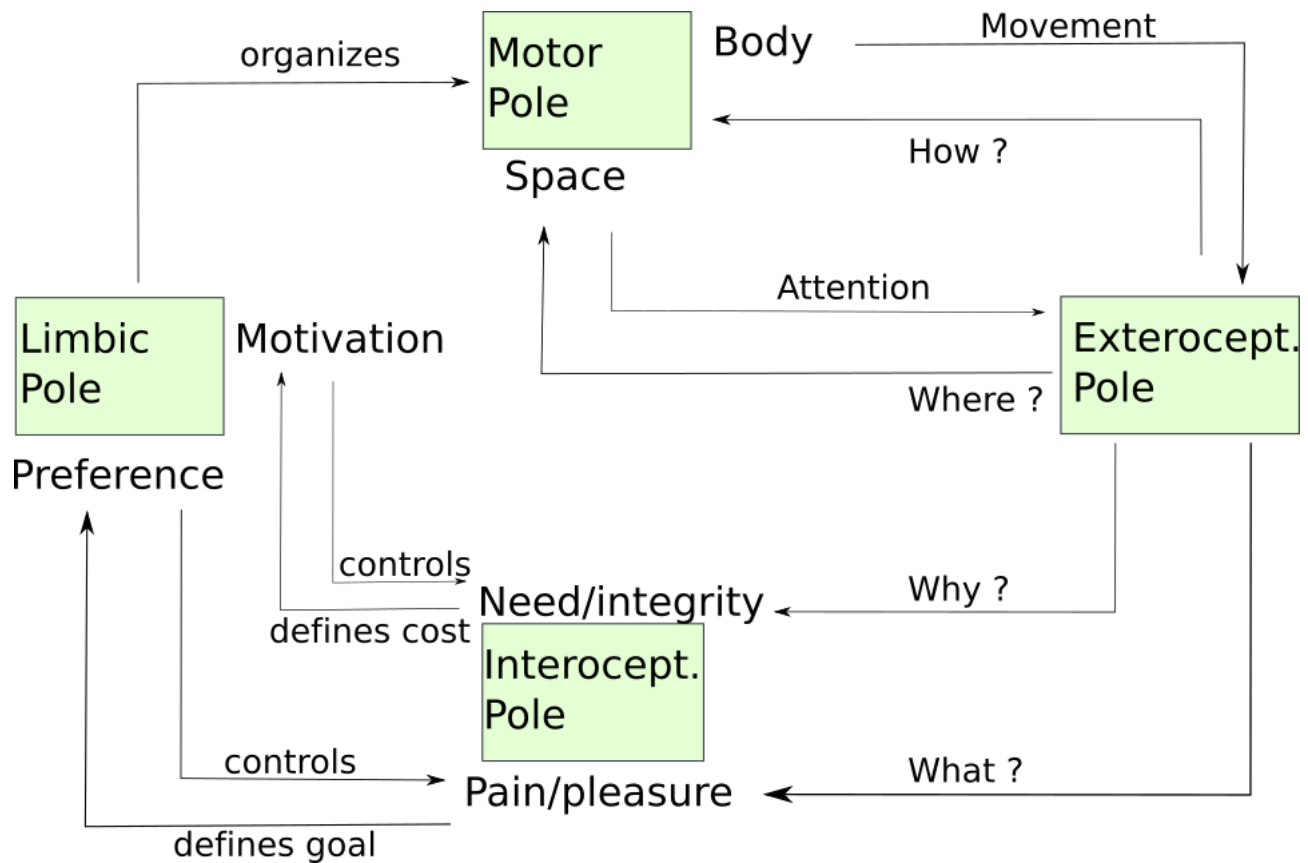 organizes
Motor
Pole
Body
Movement
How ?
Space
Attention
Limbic
Pole
Motivation
Exterocept.
Pole
Where ?
Preference
controls
Need/integrity
Why ?
defines cost
Interocept.
Pole
controls
Pain/pleasure
What ?
defines goal